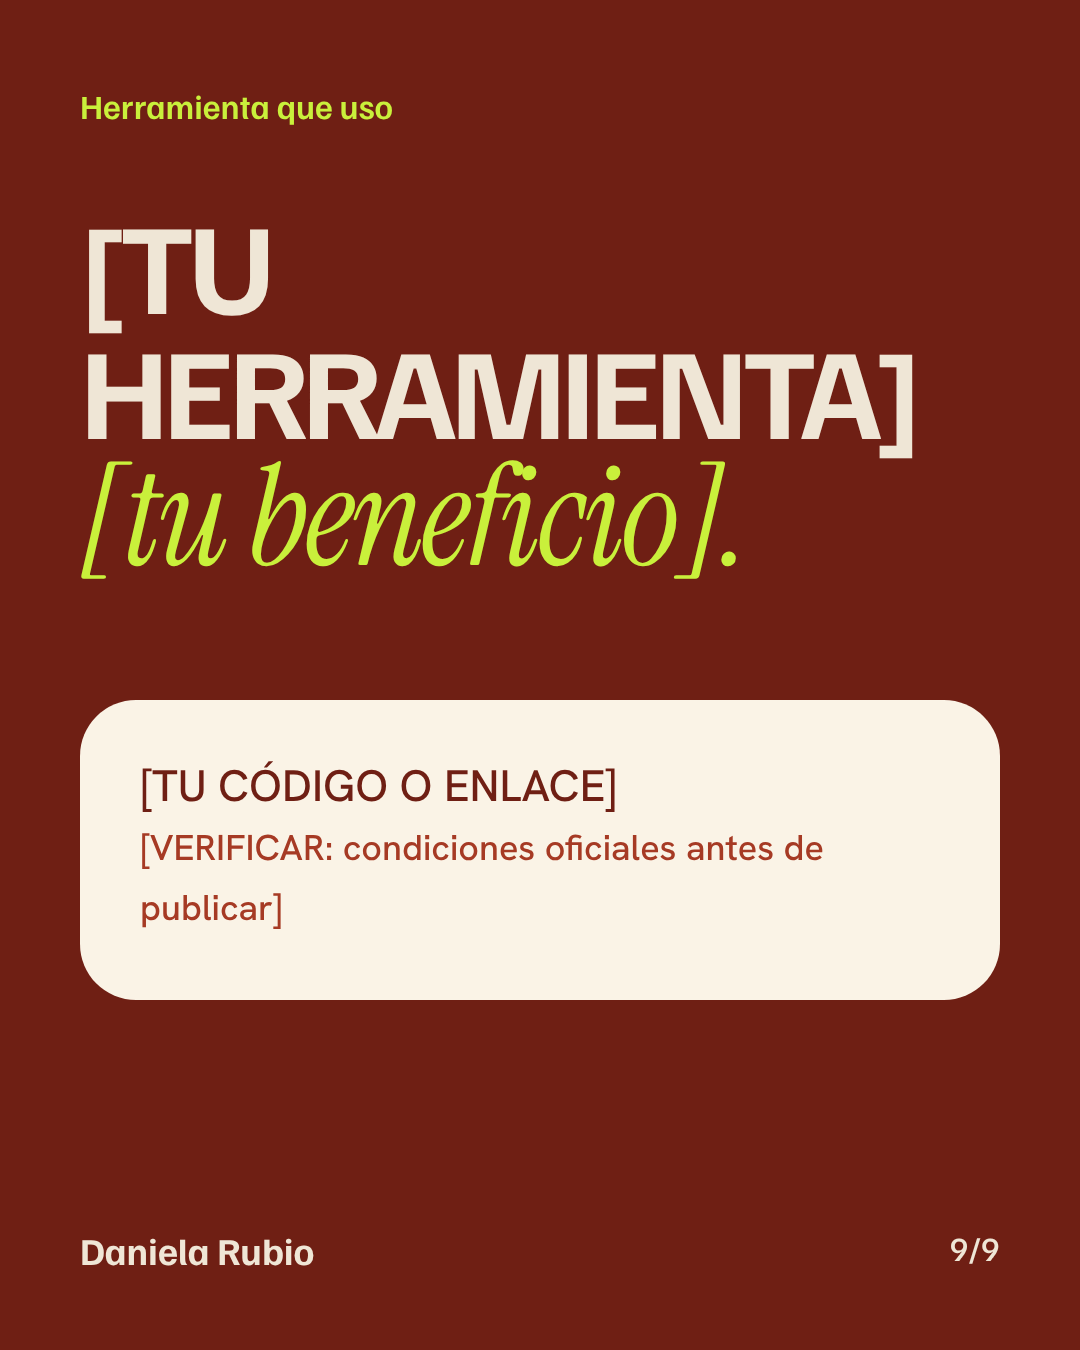 Herramienta que uso
[TU
HERRAMIENTA]
[tu beneficio].
[TU CÓDIGO O ENLACE]
[VERIFICAR: condiciones oficiales antes de
publicar]
Daniela Rubio
9/9